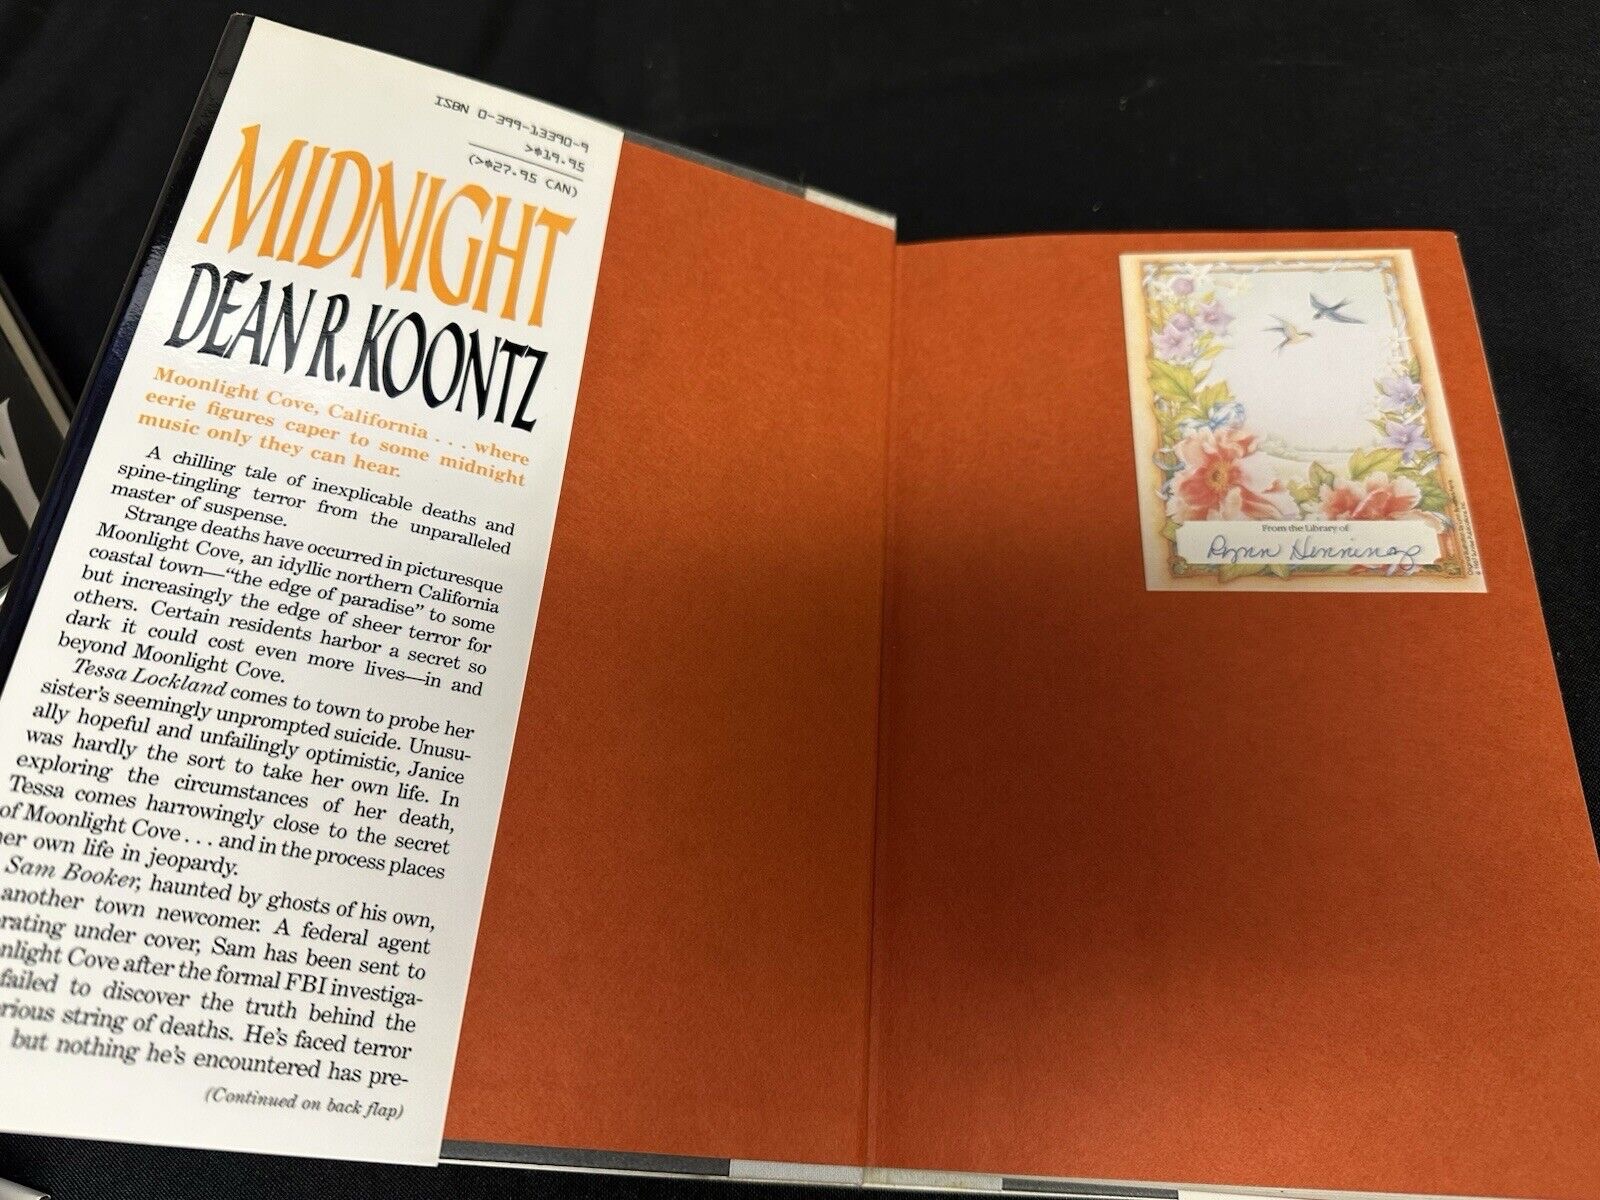 ISBN 0-399-13390-9
>$19.95
(>$27.95 CAN)
MIDNIGHT
DEAN R. KOONTZ
Moonlight Cove, California . . . where
eerie figures caper to some midnight
music only they can hear.
A chilling tale of inexplicable deaths and
spine-tingling terror from the unparalleled
master of suspense.
Strange deaths have occurred in picturesque
Moonlight Cove, an idyllic northern California
coastal town—"the edge of paradise" to some
but increasingly the edge of sheer terror for
others. Certain residents harbor a secret so
dark it could cost even more lives—in and
beyond Moonlight Cove.
Tessa Lockland comes to town to probe her
sister's seemingly unprompted suicide. Unusu-
ally hopeful and unfailingly optimistic, Janice
was hardly the sort to take her own life. In
exploring the circumstances of her death,
Tessa comes harrowingly close to the secret
of Moonlight Cove . . . and in the process places
her own life in jeopardy.
Sam Booker, haunted by ghosts of his own,
another town newcomer. A federal agent
rating under cover, Sam has been sent to
nlight Cove after the formal FBI investiga-
failed to discover the truth behind the
rious string of deaths. He's faced terror
but nothing he's encountered has pre-
(Continued on back flap)
From the Library of
Lynn Hennings